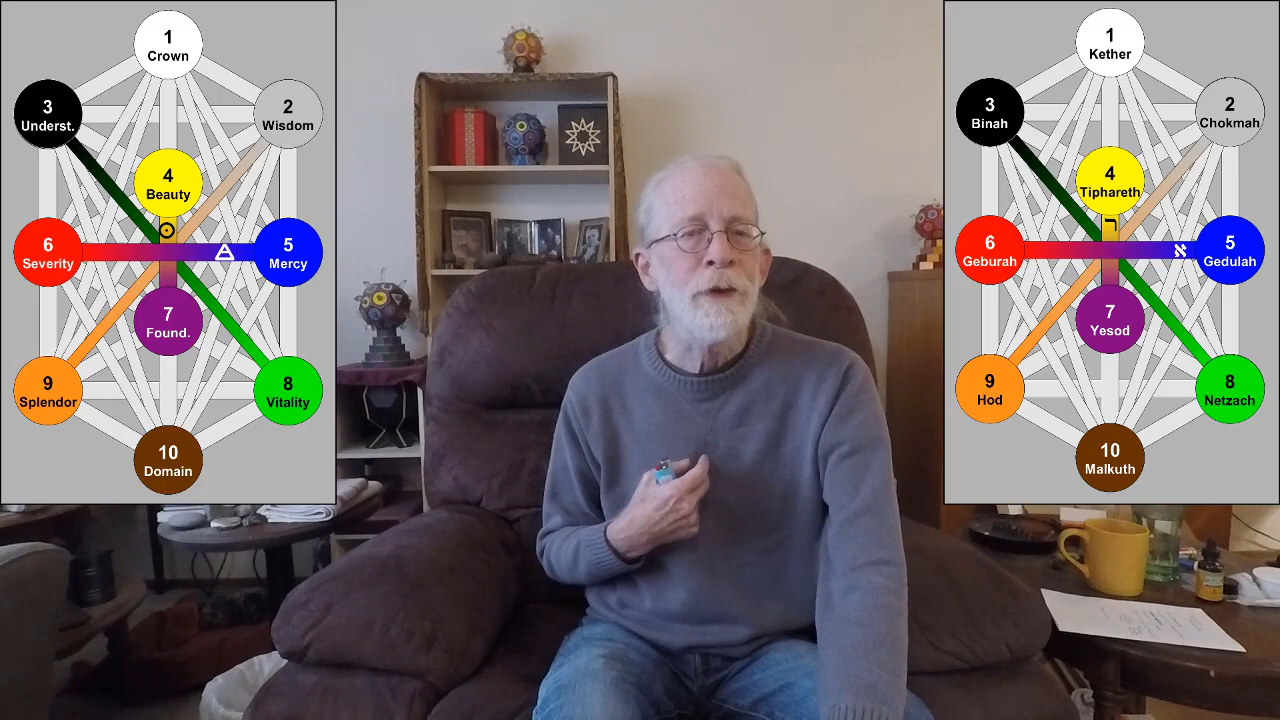 1
Crown
3
Underst.
2
Wisdom
4
Beauty
6
Severity
5
Mercy
7
Found.
9
Splendor
8
Vitality
10
Domain
1
Kether
3
Binah
2
Chokmah
4
Tiphareth
6
Geburah
א
5
Gedulah
7
Yesod
9
Hod
8
Netzach
10
Malkuth